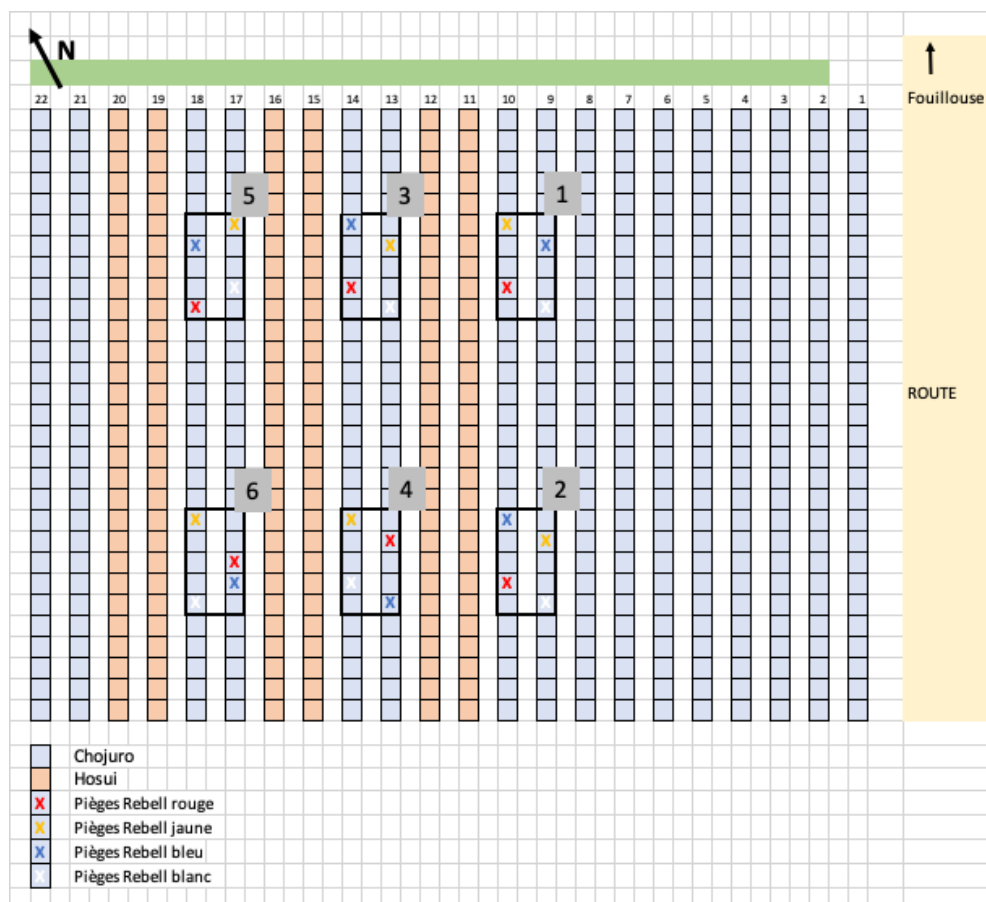 N
Fouillouse
22 21 20 19 18 17 16 15 14 13 12 11 10 9 8 7 6 5 4 3 2 1
5 3 1
X X X X
X X X X
X X X X
X X X
ROUTE
6 4 2
X X X
X X
X
X X X
X X X
Chojuro
Hosui
X Pièges Rebell rouge
X Pièges Rebell jaune
X Pièges Rebell bleu
X Pièges Rebell blanc